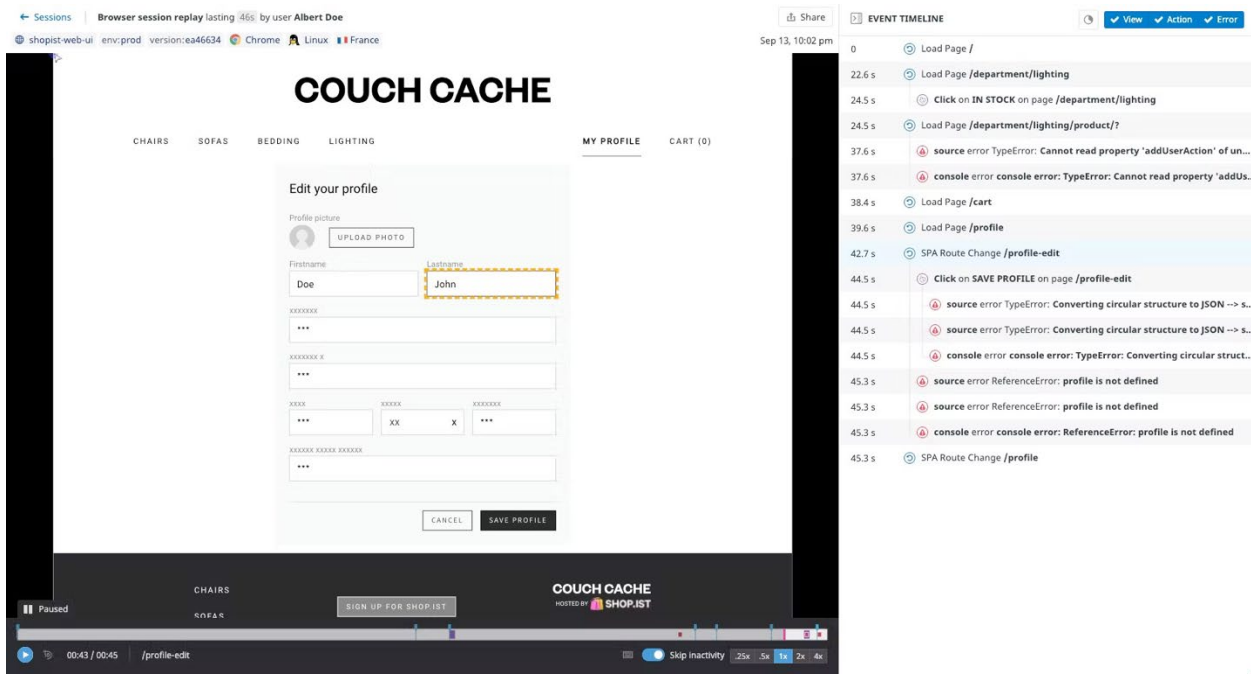 ← Sessions Browser session replay lasting 46s by user Albert Doe Share
shopist-web-ui env:prod version:ea46634 Chrome Linux France Sep 13, 10:02 pm
COUCH CACHE
CHAIRS SOFAS BEDDING LIGHTING MY PROFILE CART (0)
Edit your profile
Profile picture
UPLOAD PHOTO
Firstname Lastname
Doe John
xxxxxxx
***
xxxxxxx x
***
xxxx xxxxx xxxxxxx
*** xx x ***
xxxxxx xxxxx xxxxxx
***
CANCEL SAVE PROFILE
CHAIRS
SOFAS
SIGN UP FOR SHOP.IST
COUCH CACHE
HOSTED BY SHOP.IST
Paused
00:43 / 00:45 /profile-edit Skip inactivity .25x .5x 1x 2x 4x
EVENT TIMELINE View Action Error
0 Load Page /
22.6 s Load Page /department/lighting
24.5 s Click on IN STOCK on page /department/lighting
24.5 s Load Page /department/lighting/product/?
37.6 s source error TypeError: Cannot read property 'addUserAction' of un...
37.6 s console error console error: TypeError: Cannot read property 'addUs...
38.4 s Load Page /cart
39.6 s Load Page /profile
42.7 s SPA Route Change /profile-edit
44.5 s Click on SAVE PROFILE on page /profile-edit
44.5 s source error TypeError: Converting circular structure to JSON --> s...
44.5 s source error TypeError: Converting circular structure to JSON --> s...
44.5 s console error console error: TypeError: Converting circular struct...
45.3 s source error ReferenceError: profile is not defined
45.3 s source error ReferenceError: profile is not defined
45.3 s console error console error: ReferenceError: profile is not defined
45.3 s SPA Route Change /profile